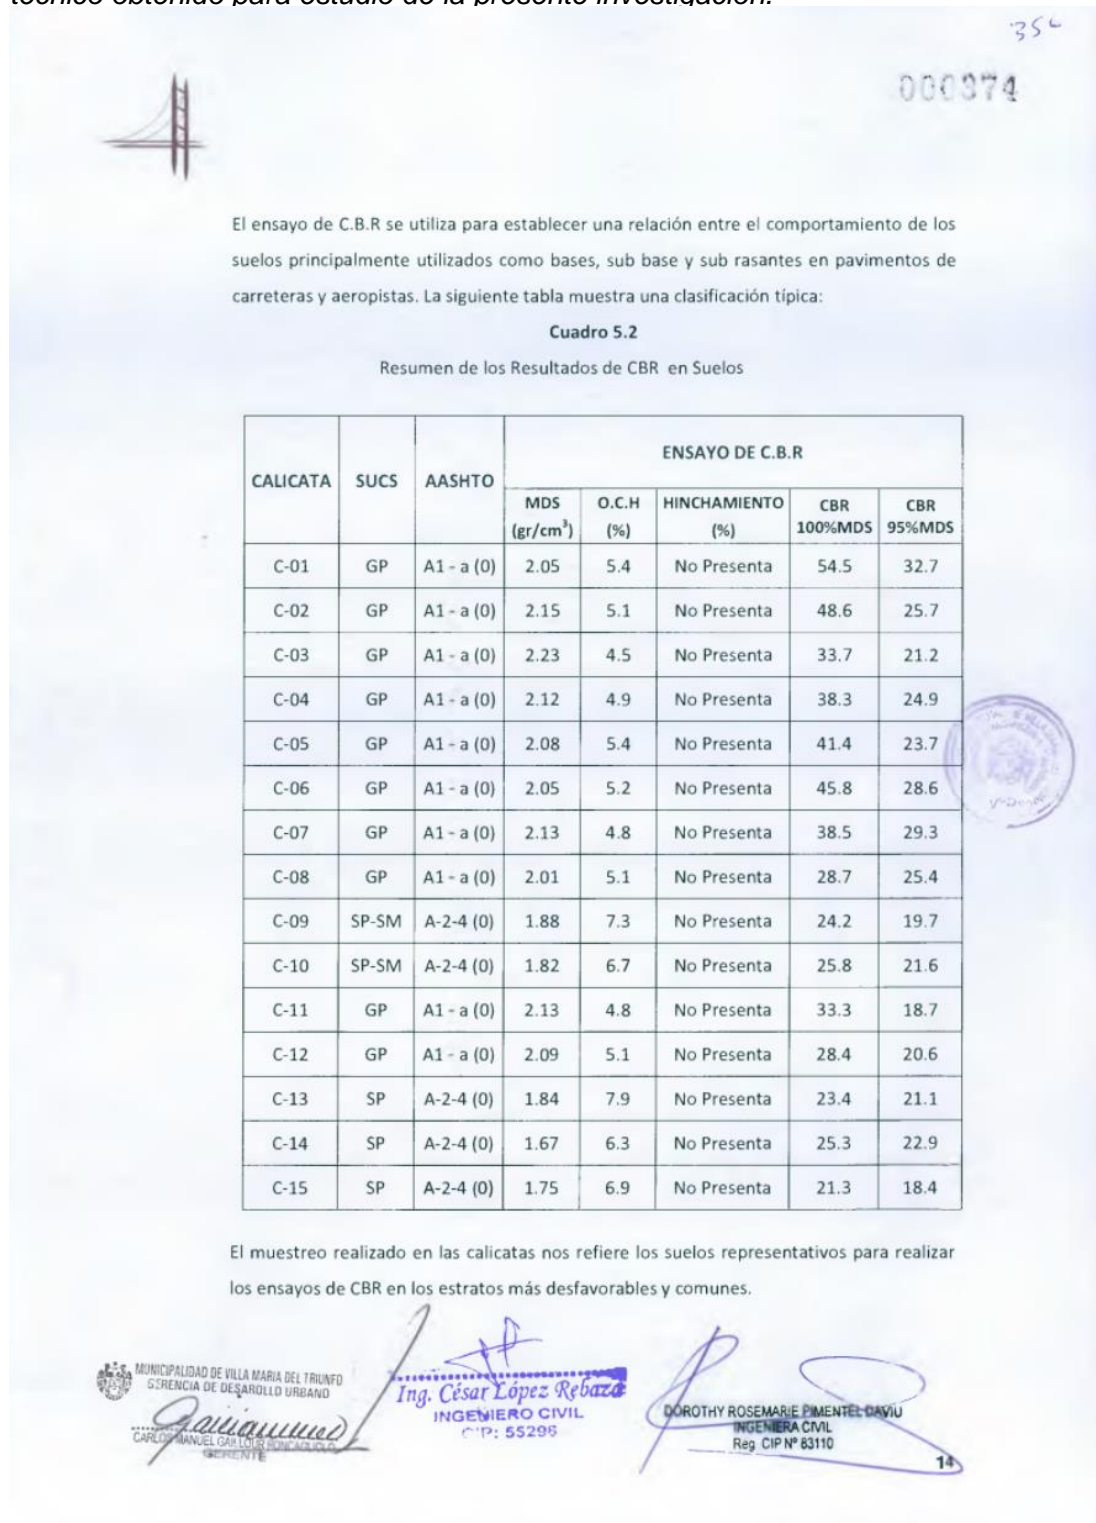 técnico obtenido para estudio de la presente investigación.
356
000374
El ensayo de C.B.R se utiliza para establecer una relación entre el comportamiento de los
suelos principalmente utilizados como bases, sub base y sub rasantes en pavimentos de
carreteras y aeropistas. La siguiente tabla muestra una clasificación típica:
Cuadro 5.2
Resumen de los Resultados de CBR en Suelos
CALICATA SUCS AASHTO ENSAYO DE C.B.R
MDS (gr/cm³) O.C.H (%) HINCHAMIENTO (%) CBR 100%MDS CBR 95%MDS
C-01 GP A1 - a (0) 2.05 5.4 No Presenta 54.5 32.7
C-02 GP A1 - a (0) 2.15 5.1 No Presenta 48.6 25.7
C-03 GP A1 - a (0) 2.23 4.5 No Presenta 33.7 21.2
C-04 GP A1 - a (0) 2.12 4.9 No Presenta 38.3 24.9
C-05 GP A1 - a (0) 2.08 5.4 No Presenta 41.4 23.7
C-06 GP A1 - a (0) 2.05 5.2 No Presenta 45.8 28.6
C-07 GP A1 - a (0) 2.13 4.8 No Presenta 38.5 29.3
C-08 GP A1 - a (0) 2.01 5.1 No Presenta 28.7 25.4
C-09 SP-SM A-2-4 (0) 1.88 7.3 No Presenta 24.2 19.7
C-10 SP-SM A-2-4 (0) 1.82 6.7 No Presenta 25.8 21.6
C-11 GP A1 - a (0) 2.13 4.8 No Presenta 33.3 18.7
C-12 GP A1 - a (0) 2.09 5.1 No Presenta 28.4 20.6
C-13 SP A-2-4 (0) 1.84 7.9 No Presenta 23.4 21.1
C-14 SP A-2-4 (0) 1.67 6.3 No Presenta 25.3 22.9
C-15 SP A-2-4 (0) 1.75 6.9 No Presenta 21.3 18.4
El muestreo realizado en las calicatas nos refiere los suelos representativos para realizar
los ensayos de CBR en los estratos más desfavorables y comunes.
MUNICIPALIDAD DE VILLA MARIA DEL TRIUNFO
GERENCIA DE DESAROLLO URBANO
CARLOS MANUEL
GERENTE
Ing. César López Rebaza
INGENIERO CIVIL
CIP: 55296
DOROTHY ROSEMARIE PIMENTEL DAVIU
INGENIERA CIVIL
Reg CIP Nº 83110
14